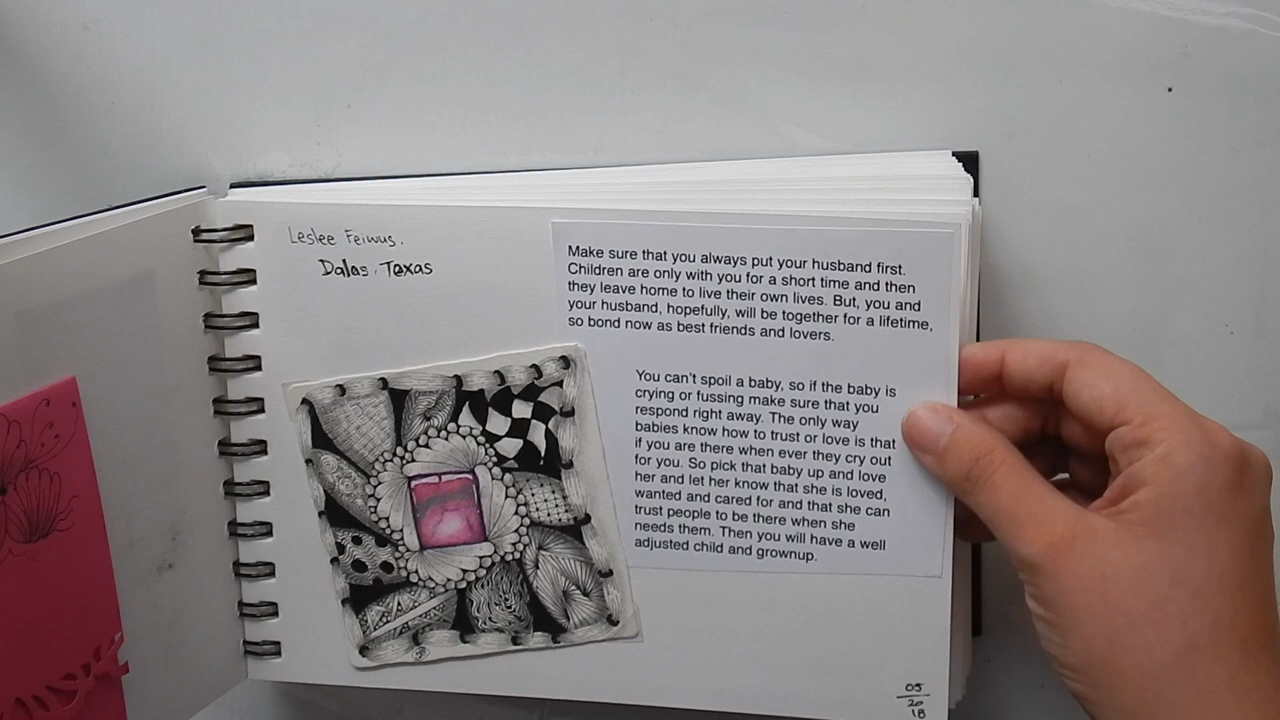 Leslee Feiwus.
Dalas, Texas
Make sure that you always put your husband first.
Children are only with you for a short time and then
they leave home to live their own lives. But, you and
your husband, hopefully, will be together for a lifetime,
so bond now as best friends and lovers.
You can't spoil a baby, so if the baby is
crying or fussing make sure that you
respond right away. The only way
babies know how to trust or love is that
if you are there when ever they cry out
for you. So pick that baby up and love
her and let her know that she is loved,
wanted and cared for and that she can
trust people to be there when she
needs them. Then you will have a well
adjusted child and grownup.
05
20
18